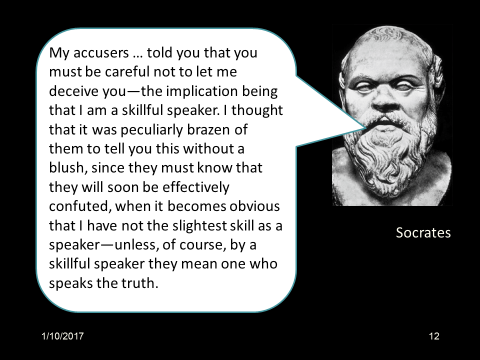 My accusers … told you that you
must be careful not to let me
deceive you—the implication being
that I am a skillful speaker. I thought
that it was peculiarly brazen of
them to tell you this without a
blush, since they must know that
they will soon be effectively
confuted, when it becomes obvious
that I have not the slightest skill as a
speaker—unless, of course, by a
skillful speaker they mean one who
speaks the truth.
Socrates
1/10/2017
12